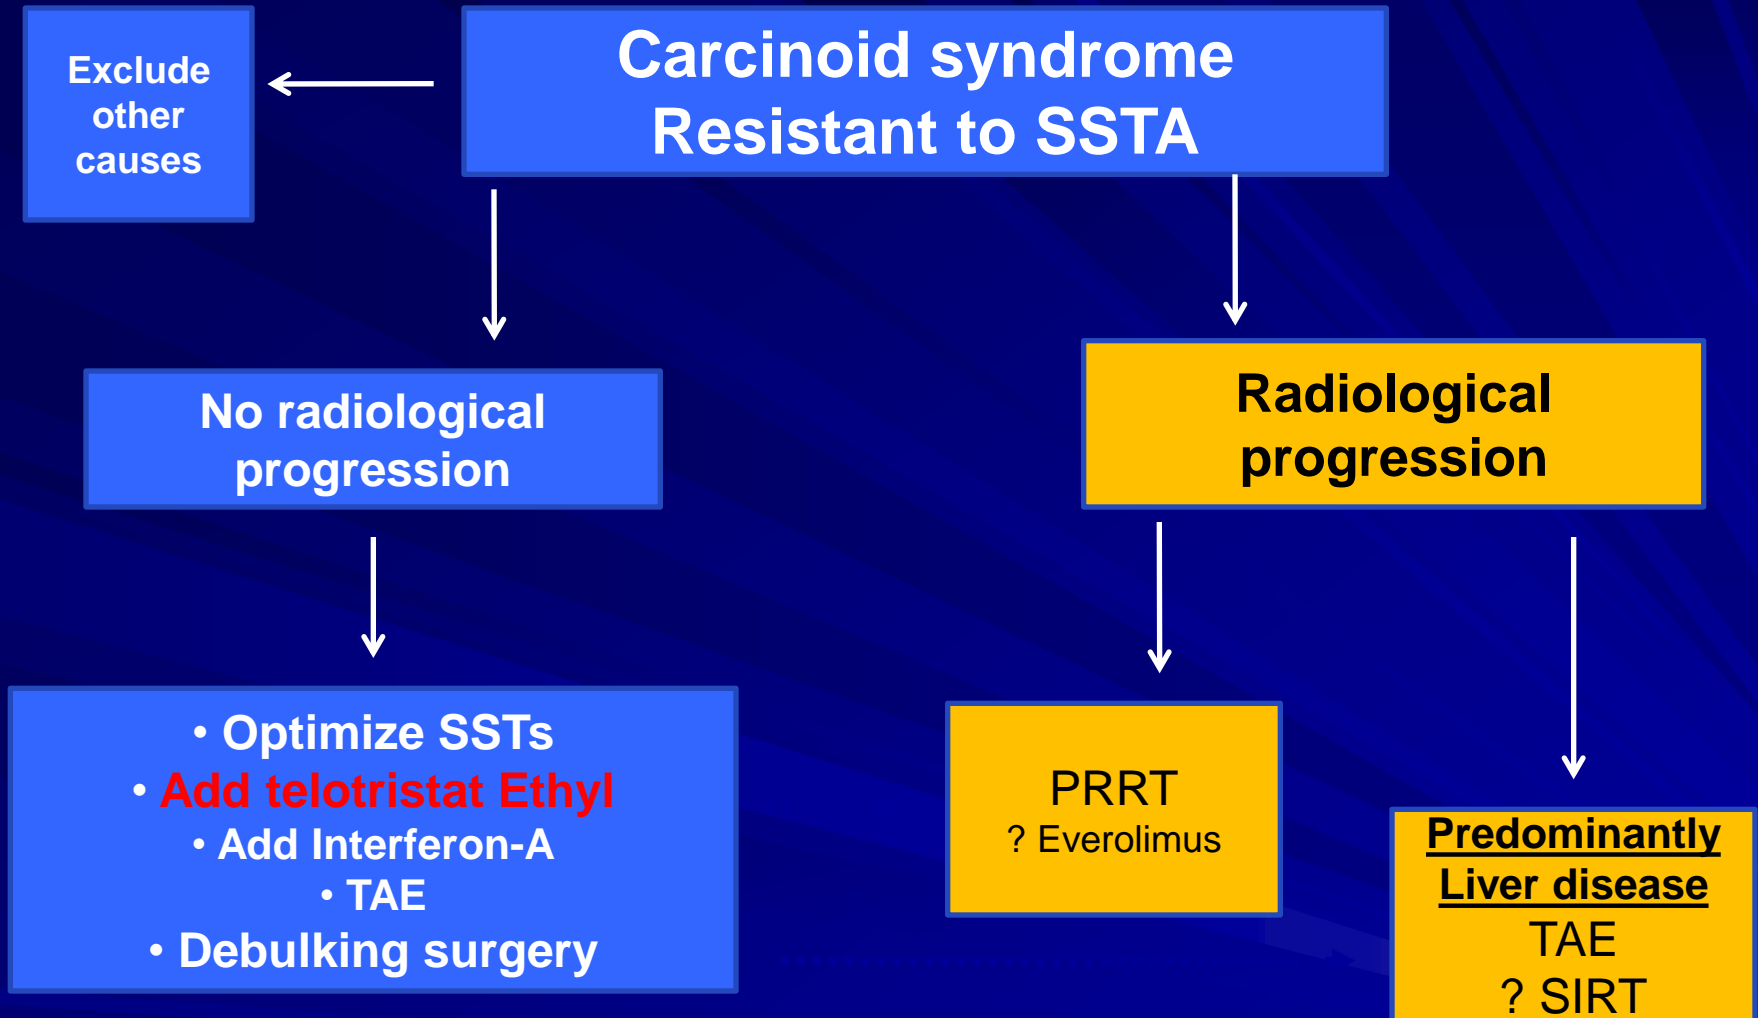 Exclude
other
causes
Carcinoid syndrome
Resistant to SSTA
No radiological
progression
Radiological
progression
• Optimize SSTs
• Add telotristat Ethyl
• Add Interferon-A
• TAE
• Debulking surgery
PRRT
? Everolimus
Predominantly
Liver disease
TAE
? SIRT